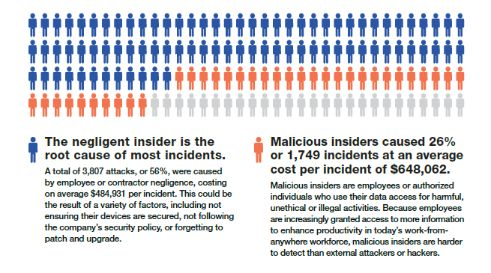 The negligent insider is the
root cause of most incidents.
A total of 3,807 attacks, or 56%, were caused
by employee or contractor negligence, costing
on average $484,931 per incident. This could be
the result of a variety of factors, including not
ensuring their devices are secured, not following
the company's security policy, or forgetting to
patch and upgrade.
Malicious insiders caused 26%
or 1,749 incidents at an average
cost per incident of $648,062.
Malicious insiders are employees or authorized
individuals who use their data access for harmful,
unethical or illegal activities. Because employees
are increasingly granted access to more information
to enhance productivity in today's work-from-
anywhere workforce, malicious insiders are harder
to detect than external attackers or hackers.